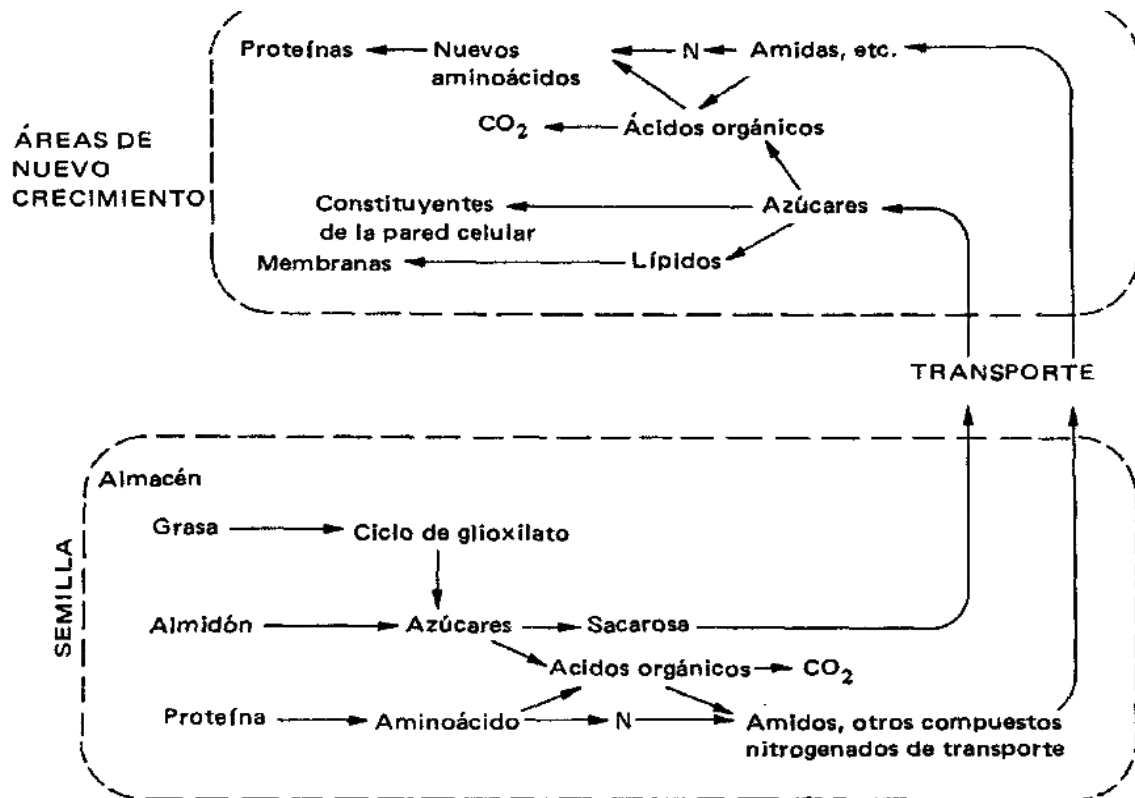 Proteínas
Nuevos
aminoácidos
N
Amidas, etc.
CO2
Ácidos orgánicos
ÁREAS DE
NUEVO
CRECIMIENTO
Constituyentes
de la pared celular
Azúcares
Membranas
Lípidos
TRANSPORTE
SEMILLA
Almacén
Grasa
Ciclo de glioxilato
Almidón
Azúcares
Sacarosa
Acidos orgánicos
CO2
Proteína
Aminoácido
N
Amidos, otros compuestos
nitrogenados de transporte